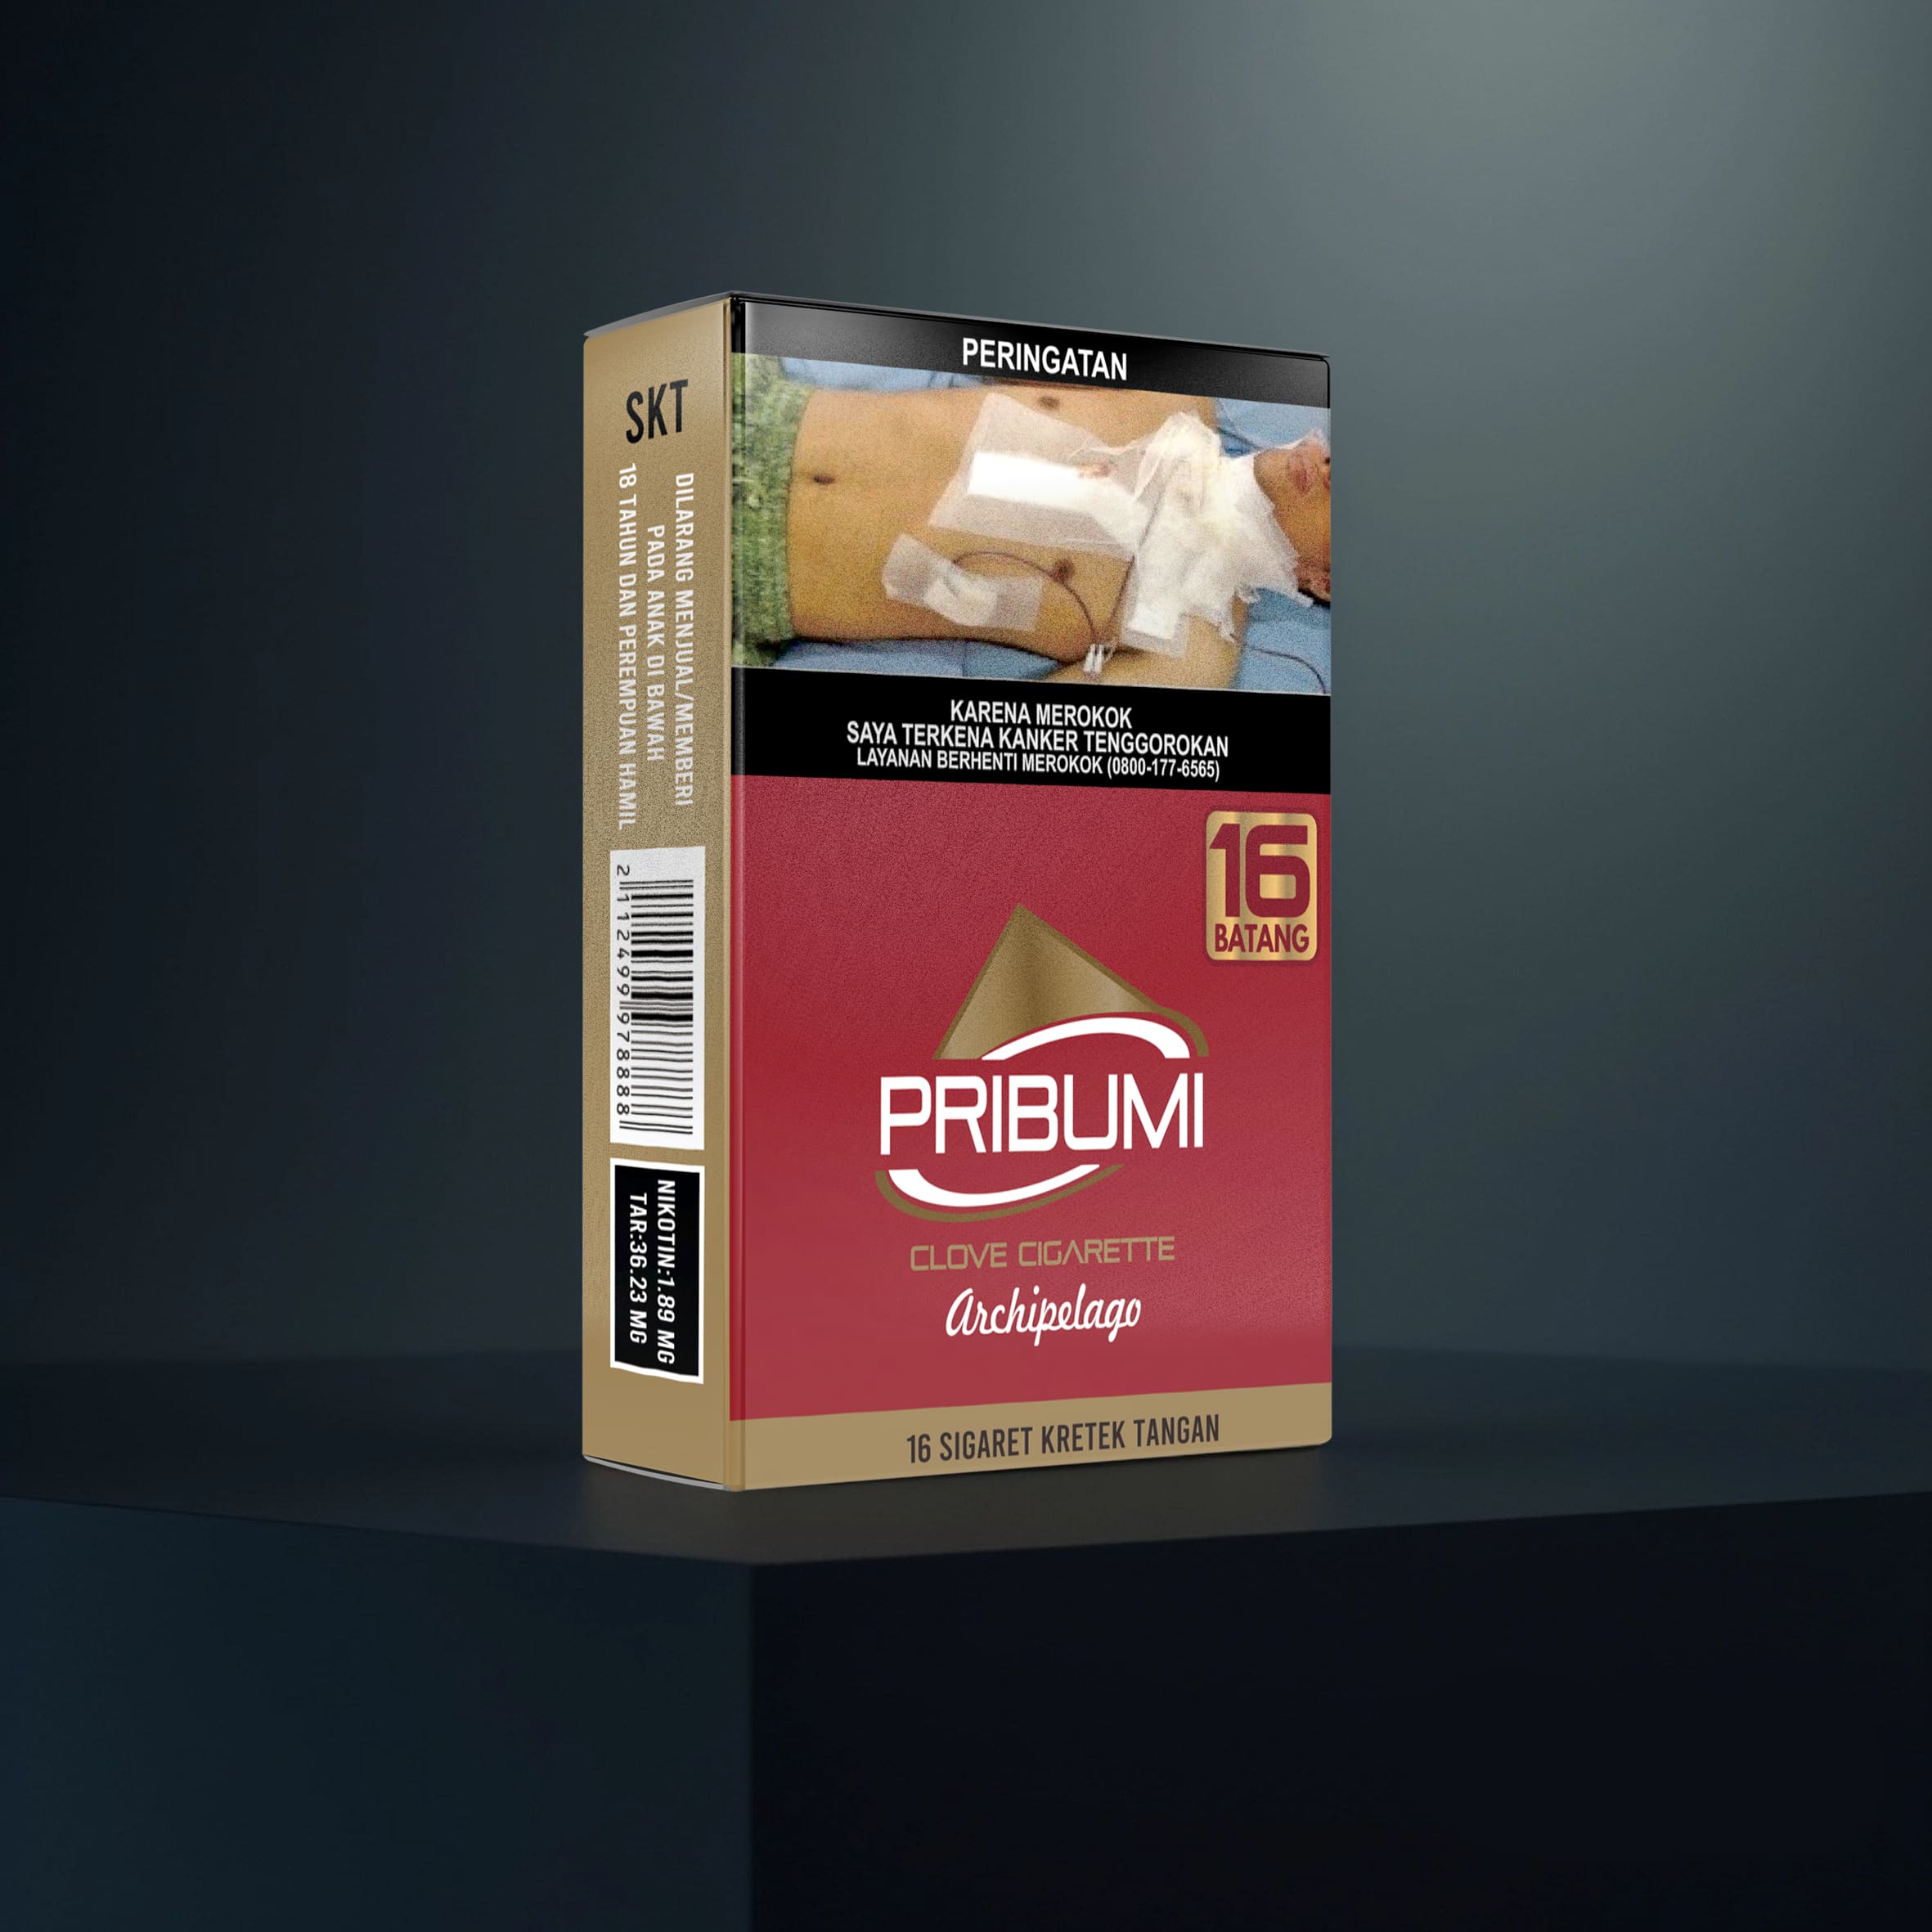 PERINGATAN
KARENA MEROKOK
SAYA TERKENA KANKER TENGGOROKAN
LAYANAN BERHENTI MEROKOK (0800-177-6565)
16
BATANG
PRIBUMI
CLOVE CIGARETTE
Archipelago
16 SIGARET KRETEK TANGAN
SKT
DILARANG MENJUAL/MEMBERI
PADA ANAK DI BAWAH
18 TAHUN DAN PEREMPUAN HAMIL
2 112499 978888
NIKOTIN:1.89 MG
TAR:36.23 MG